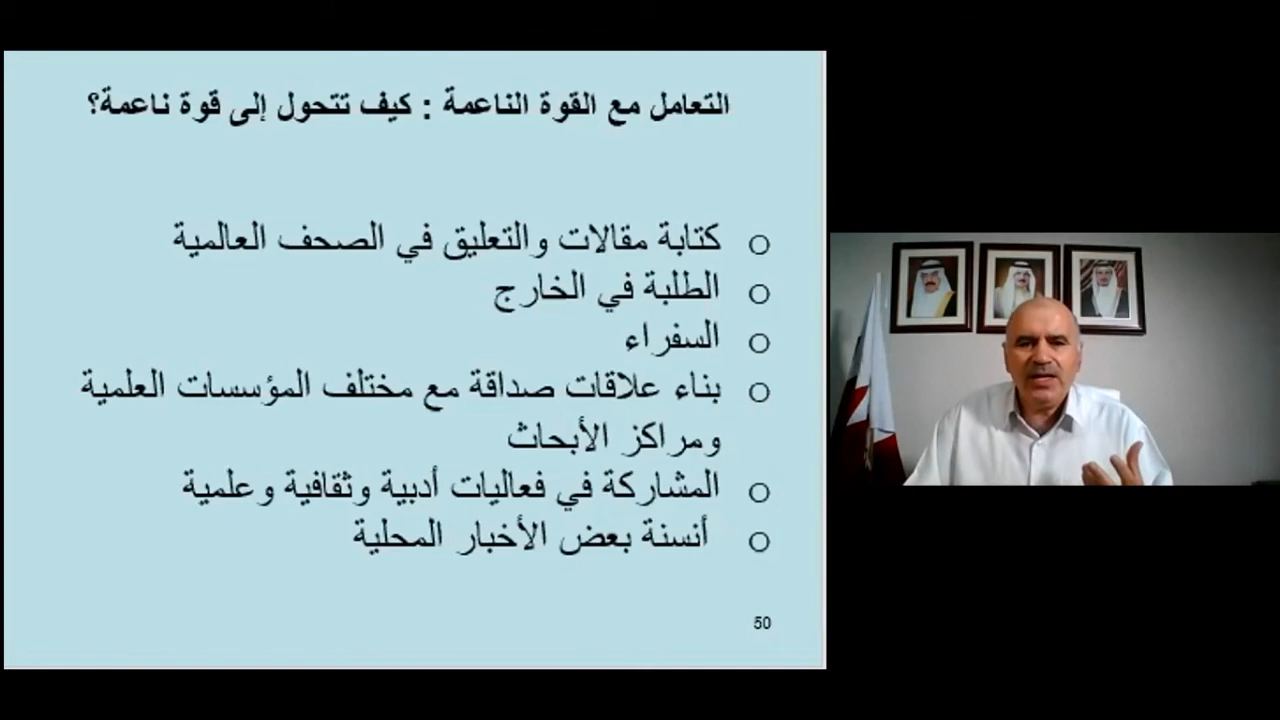 التعامل مع القوة الناعمة : كيف تتحول إلى قوة ناعمة؟
كتابة مقالات والتعليق في الصحف العالمية
الطلبة في الخارج
السفراء
بناء علاقات صداقة مع مختلف المؤسسات العلمية
ومراكز الأبحاث
المشاركة في فعاليات أدبية وثقافية وعلمية
أنسنة بعض الأخبار المحلية
50